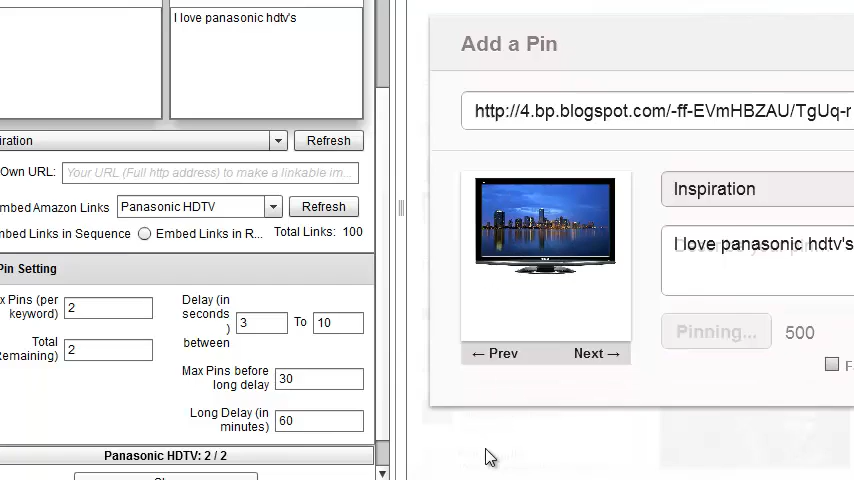 I love panasonic hdtv's
iration
Refresh
Own URL:
Your URL (Full http address) to make a linkable im...
mbed Amazon Links
Panasonic HDTV
Refresh
mbed Links in Sequence
Embed Links in R...
Total Links:
100
Pin Setting
x Pins (per
keyword)
2
Delay (in
seconds
)
between
3
To
10
Total
emaining)
2
Max Pins before
long delay
30
Long Delay (in
minutes)
60
Panasonic HDTV: 2 / 2
Add a Pin
http://4.bp.blogspot.com/-ff-EVmHBZAU/TgUq-r
Inspiration
I love panasonic hdtv's
Pinning...
500
← Prev
Next →